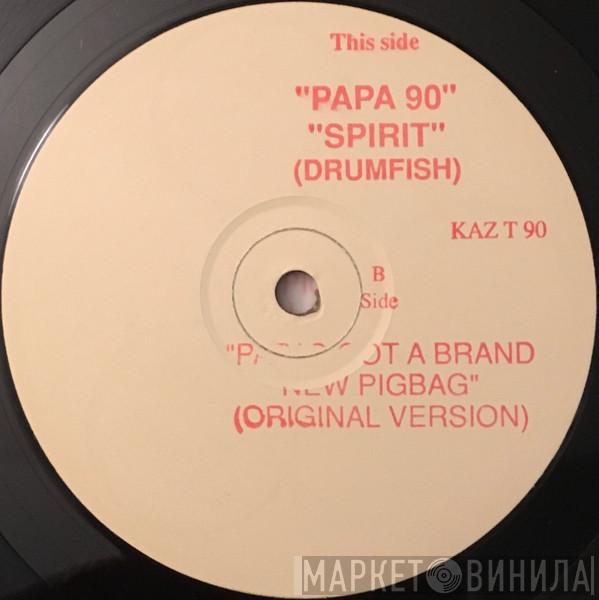 This side
"PAPA 90"
"SPIRIT"
(DRUMFISH)
KAZ T 90
B
Side
A BRAND
NEW PIGBAG"
(ORIGINAL VERSION)
МАРКЕТ ВИНИЛА